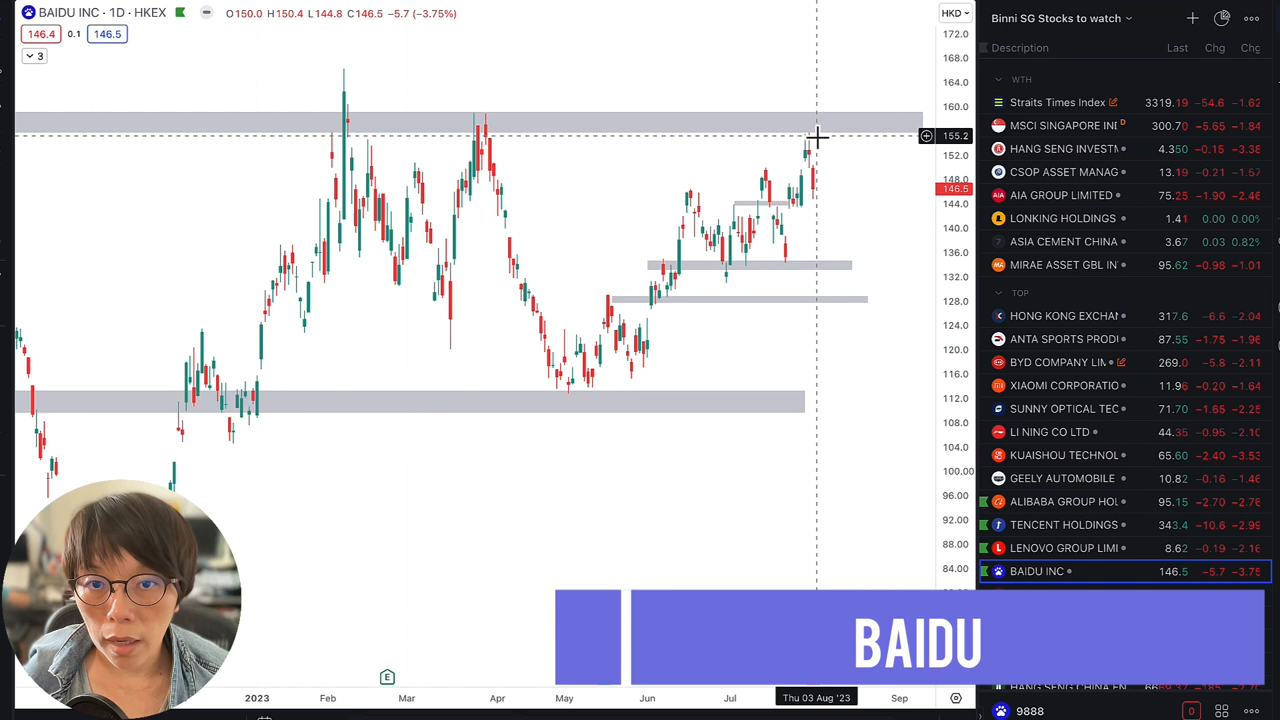 BAIDU INC · 1D · HKEX O150.0 H150.4 L144.8 C146.5 −5.7 (−3.75%)
146.4 0.1 146.5
3
HKD
172.0
168.0
164.0
160.0
155.2
152.0
148.0
146.5
144.0
140.0
136.0
132.0
128.0
124.0
120.0
116.0
112.0
108.0
104.0
100.00
96.00
92.00
88.00
84.00
E
2023 Feb Mar Apr May Jun Jul Thu 03 Aug '23 Sep
BAIDU
Binni SG Stocks to watch
Description Last Chg Chg
WTH
Straits Times Index 3319.19 −54.6 −1.62
MSCI SINGAPORE INI D 300.70 −5.65 −1.84
HANG SENG INVESTM 4.350 −0.15 −3.38
CSOP ASSET MANAG 13.19 −0.21 −1.57
AIA GROUP LIMITED 75.25 −1.90 −2.46
LONKING HOLDINGS 1.41 0.00 0.00%
ASIA CEMENT CHINA 3.67 0.03 0.82%
MIRAE ASSET GBL IN 95.62 −0.98 −1.01
TOP
HONG KONG EXCHAN 317.6 −6.6 −2.04
ANTA SPORTS PRODU 87.55 −1.75 −1.96
BYD COMPANY LIM 269.0 −5.8 −2.11
XIAOMI CORPORATIO 11.96 −0.20 −1.64
SUNNY OPTICAL TEC 71.70 −1.65 −2.25
LI NING CO LTD 44.35 −0.95 −2.10
KUAISHOU TECHNOL 65.60 −2.40 −3.53
GEELY AUTOMOBILE 10.82 −0.16 −1.46
ALIBABA GROUP HOL 95.15 −2.70 −2.76
TENCENT HOLDINGS 343.4 −10.6 −2.99
LENOVO GROUP LIMI 8.62 −0.19 −2.16
BAIDU INC 146.5 −5.7 −3.75
9888 0